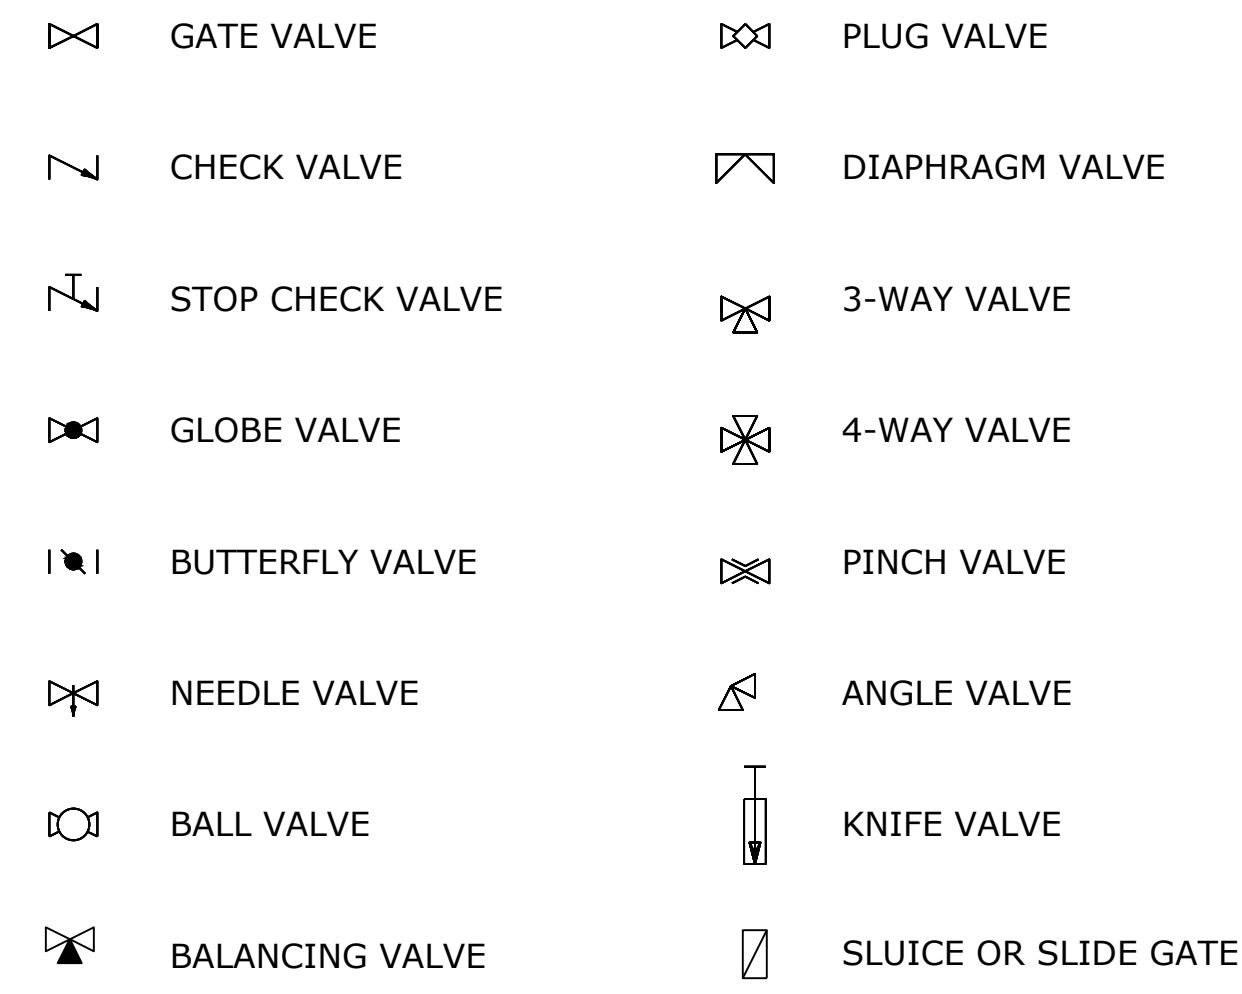 GATE VALVE
PLUG VALVE
CHECK VALVE
DIAPHRAGM VALVE
STOP CHECK VALVE
3-WAY VALVE
GLOBE VALVE
4-WAY VALVE
BUTTERFLY VALVE
PINCH VALVE
NEEDLE VALVE
ANGLE VALVE
BALL VALVE
KNIFE VALVE
BALANCING VALVE
SLUICE OR SLIDE GATE